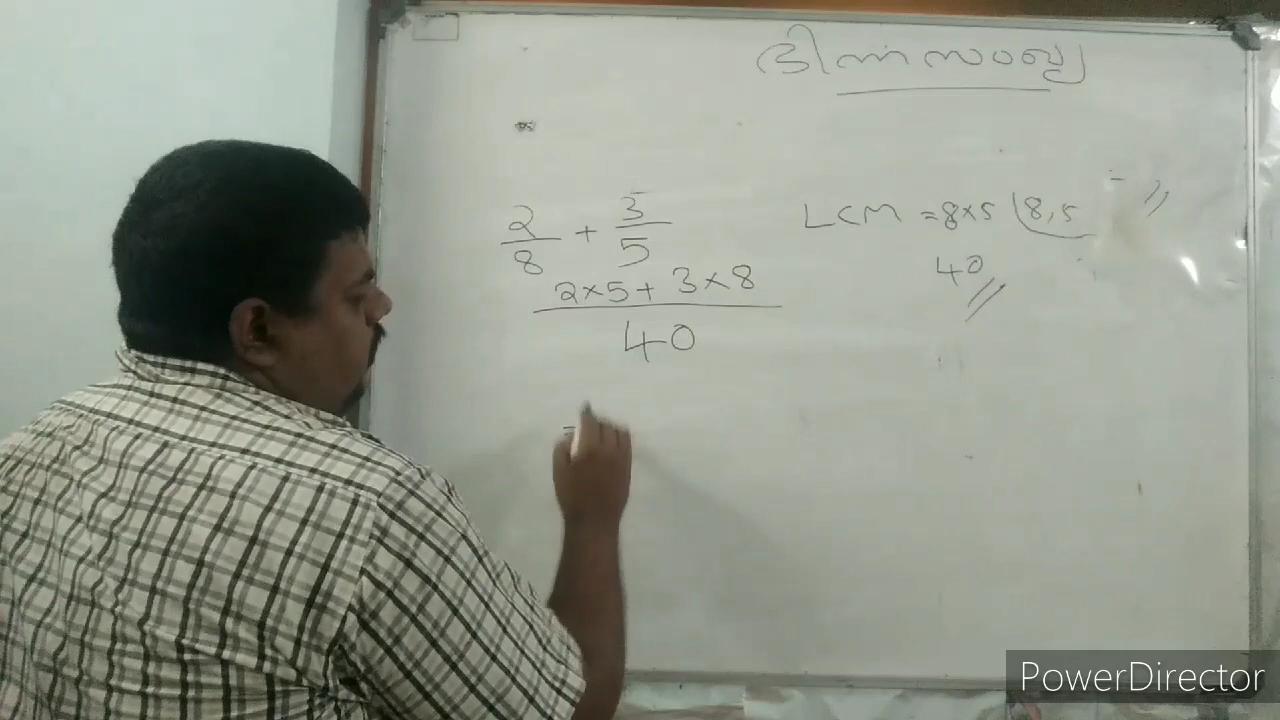 ഭിന്നസംഖ്യ
2/8 + 3/5
LCM = 8×5 (8,5
40 //
2×5 + 3×8
40
=
PowerDirector